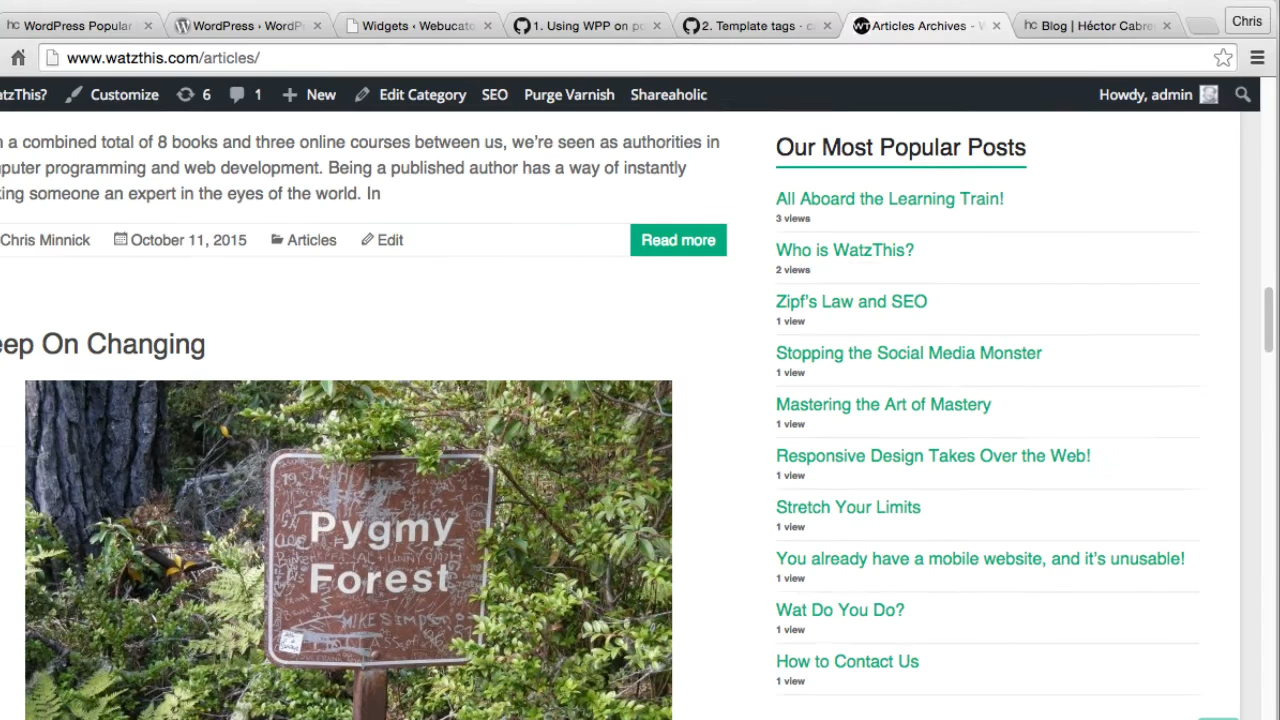 WordPress Popular
WordPress › WordP
Widgets ‹ Webucat
1. Using WPP on po
2. Template tags - c
WT Articles Archives - W
hc Blog | Héctor Cabre
Chris
www.watzthis.com/articles/
atzThis?
Customize
6
1
New
Edit Category
SEO
Purge Varnish
Shareaholic
Howdy, admin
a combined total of 8 books and three online courses between us, we're seen as authorities in
nputer programming and web development. Being a published author has a way of instantly
king someone an expert in the eyes of the world. In
Chris Minnick
October 11, 2015
Articles
Edit
Read more
eep On Changing
Pygmy
Forest
MIKE SIMPS
Our Most Popular Posts
All Aboard the Learning Train!
3 views
Who is WatzThis?
2 views
Zipf's Law and SEO
1 view
Stopping the Social Media Monster
1 view
Mastering the Art of Mastery
1 view
Responsive Design Takes Over the Web!
1 view
Stretch Your Limits
1 view
You already have a mobile website, and it's unusable!
1 view
Wat Do You Do?
1 view
How to Contact Us
1 view